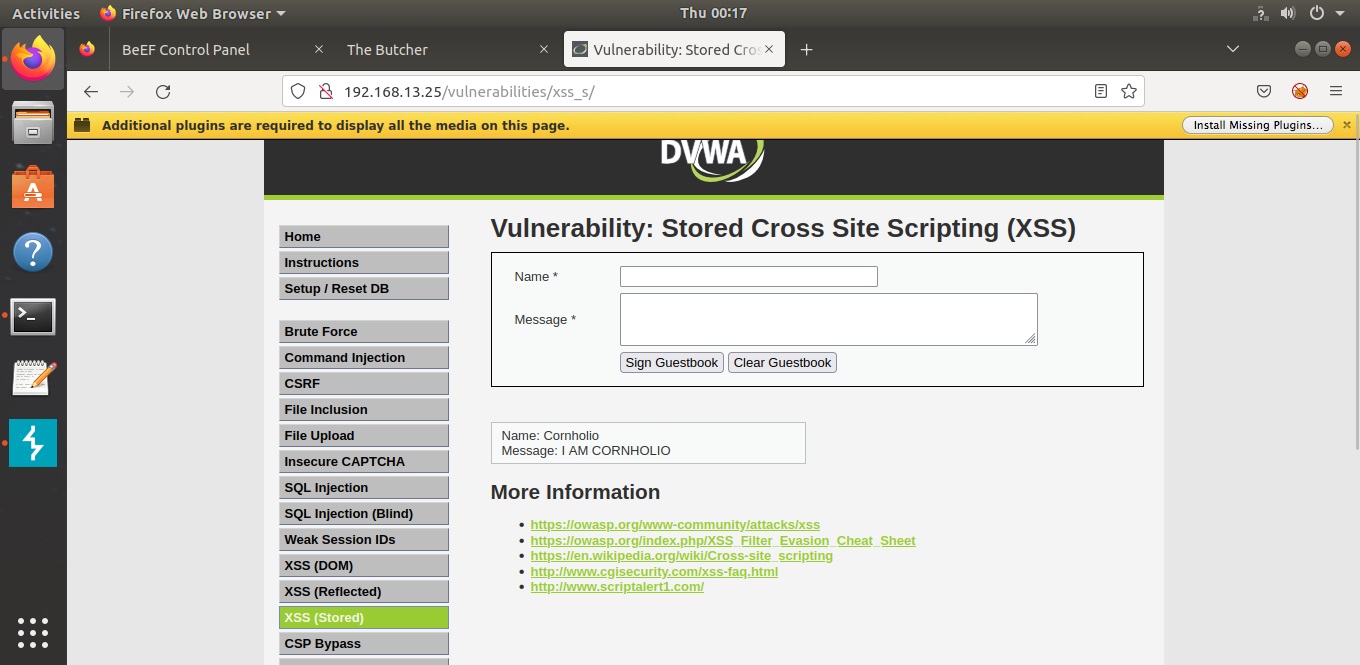 Activities
Firefox Web Browser
Thu 00:17
BeEF Control Panel
The Butcher
Vulnerability: Stored Cros
192.168.13.25/vulnerabilities/xss_s/
Additional plugins are required to display all the media on this page.
Install Missing Plugins...
DVWA
Home
Instructions
Setup / Reset DB
Brute Force
Command Injection
CSRF
File Inclusion
File Upload
Insecure CAPTCHA
SQL Injection
SQL Injection (Blind)
Weak Session IDs
XSS (DOM)
XSS (Reflected)
XSS (Stored)
CSP Bypass
Vulnerability: Stored Cross Site Scripting (XSS)
Name *
Message *
Sign Guestbook
Clear Guestbook
Name: Cornholio
Message: I AM CORNHOLIO
More Information
https://owasp.org/www-community/attacks/xss
https://owasp.org/index.php/XSS_Filter_Evasion_Cheat_Sheet
https://en.wikipedia.org/wiki/Cross-site_scripting
http://www.cgisecurity.com/xss-faq.html
http://www.scriptalert1.com/